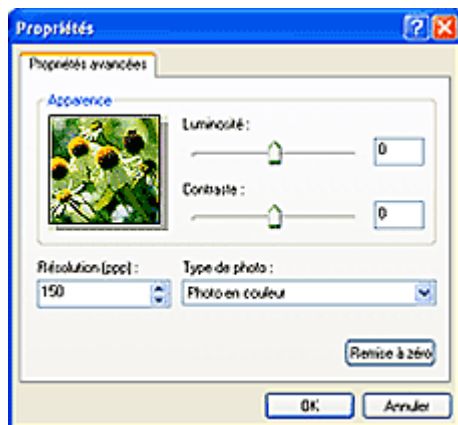 Propriétés
Propriétés avancées
Apparence
Luminosité :
0
Contraste :
0
Résolution (ppp) :
Type de photo :
150
Photo en couleur
Remise à zéro
OK
Annuler